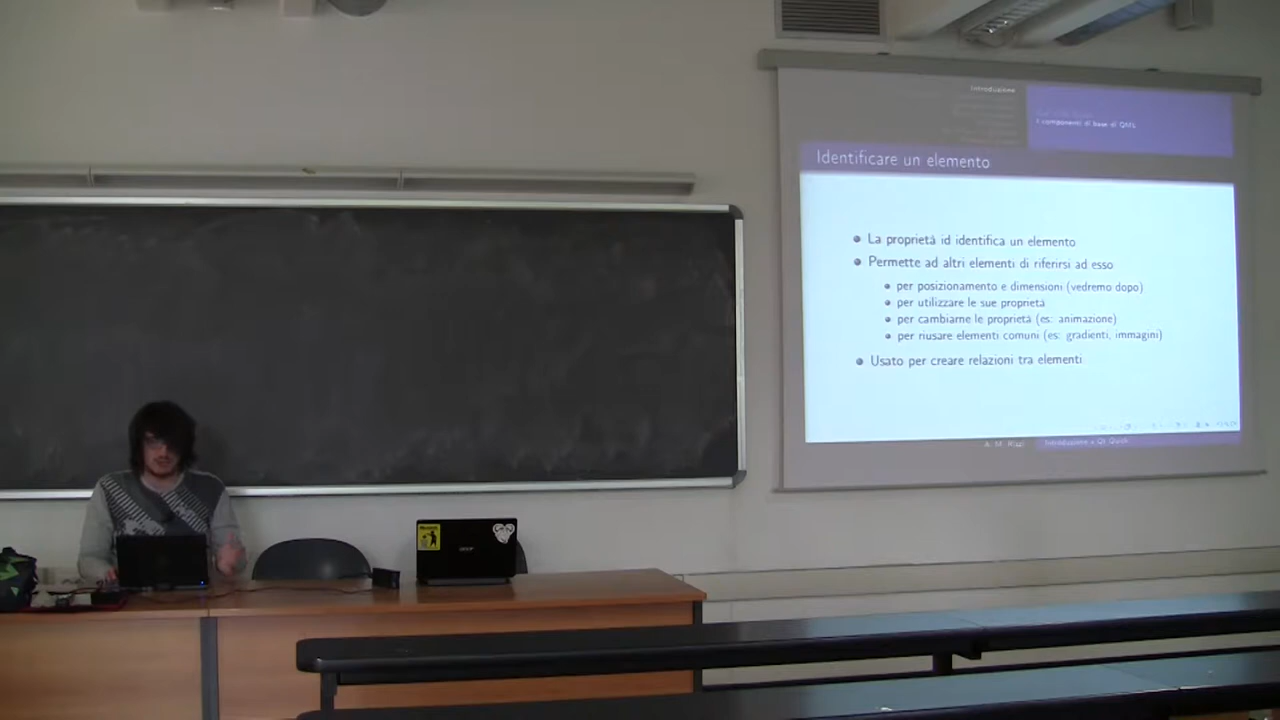 Introduzione
I componenti di base di QML
Identificare un elemento
La proprietà id identifica un elemento
Permette ad altri elementi di riferirsi ad esso
per posizionamento e dimensioni (vedremo dopo)
per utilizzare le sue proprietà
per cambiarne le proprietà (es: animazione)
per riusare elementi comuni (es: gradienti, immagini)
Usato per creare relazioni tra elementi
Introduzione a Qt Quick
acer